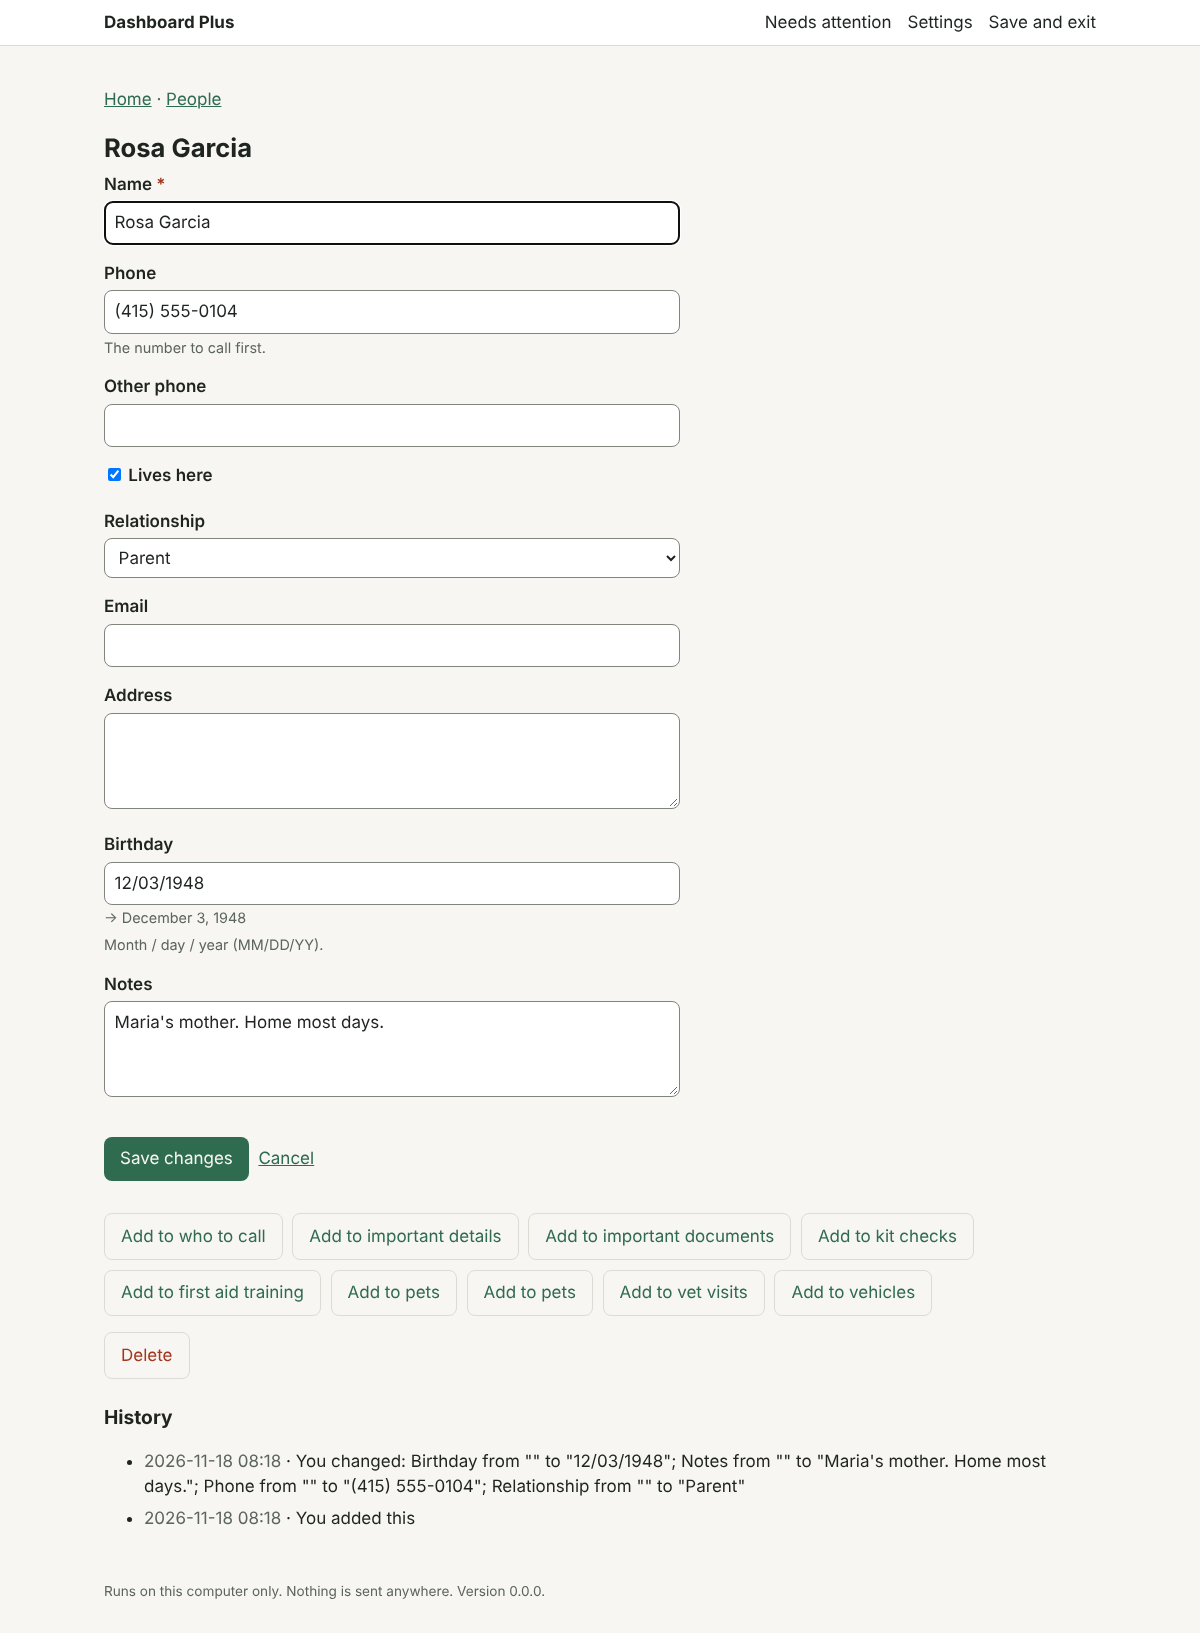 Dashboard Plus
Needs attention Settings Save and exit
Home · People
Rosa Garcia
Name *
Rosa Garcia
Phone
(415) 555-0104
The number to call first.
Other phone
Lives here
Relationship
Parent
Email
Address
Birthday
12/03/1948
→ December 3, 1948
Month / day / year (MM/DD/YY).
Notes
Maria's mother. Home most days.
Save changes Cancel
Add to who to call Add to important details Add to important documents Add to kit checks
Add to first aid training Add to pets Add to pets Add to vet visits Add to vehicles
Delete
History
2026-11-18 08:18 · You changed: Birthday from "" to "12/03/1948"; Notes from "" to "Maria's mother. Home most
days."; Phone from "" to "(415) 555-0104"; Relationship from "" to "Parent"
2026-11-18 08:18 · You added this
Runs on this computer only. Nothing is sent anywhere. Version 0.0.0.